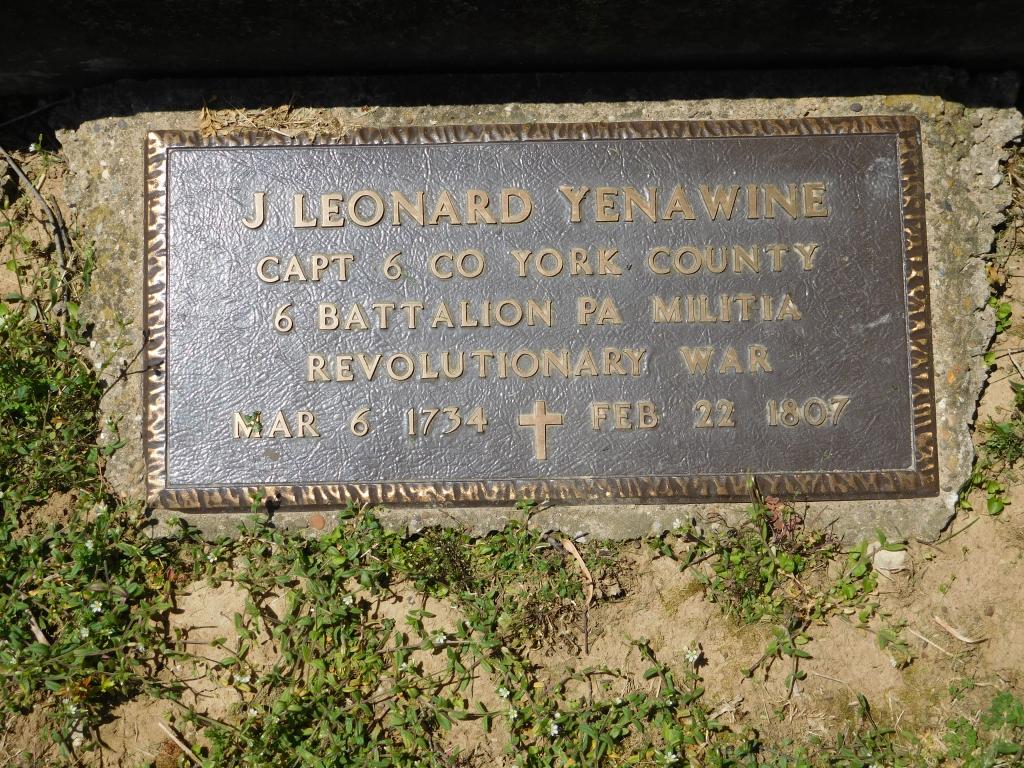 J LEONARD YENAWINE
CAPT 6 CO YORK COUNTY
6 BATTALION PA MILITIA
REVOLUTIONARY WAR
MAR 6 1734 ✝ FEB 22 1807